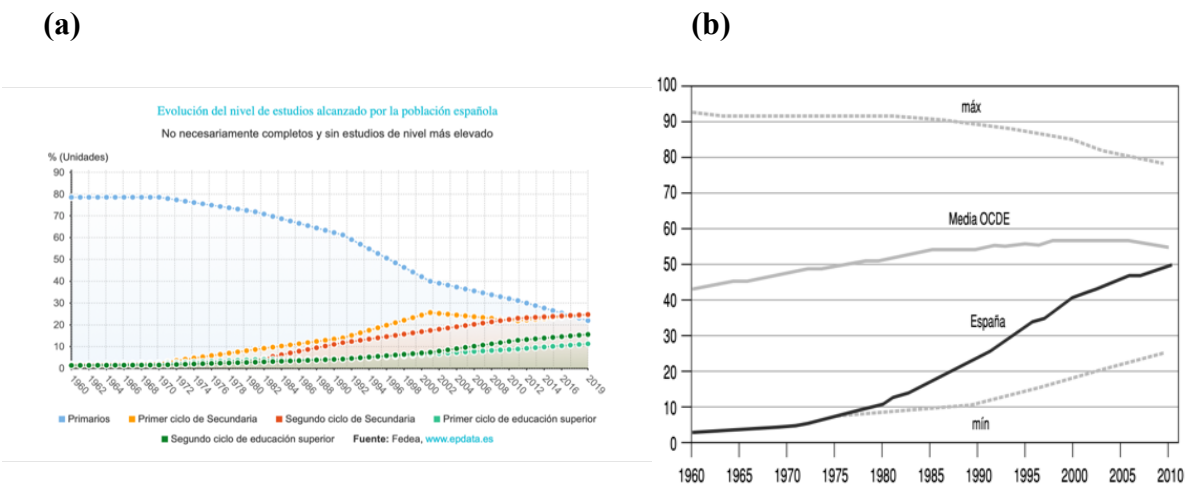 (a)
Evolución del nivel de estudios alcanzado por la población española
No necesariamente completos y sin estudios de nivel más elevado
% (Unidades)
90
80
70
60
50
40
30
20
10
0
1960 1962 1964 1966 1968 1970 1972 1974 1976 1978 1980 1982 1984 1986 1988 1990 1992 1994 1996 1998 2000 2002 2004 2006 2008 2010 2012 2014 2016 2019
Primarios Primer ciclo de Secundaria Segundo ciclo de Secundaria Primer ciclo de educación superior
Segundo ciclo de educación superior Fuente: Fedea, www.epdata.es
(b)
100
90
80
70
60
50
40
30
20
10
0
máx
Media OCDE
España
mín
1960 1965 1970 1975 1980 1985 1990 1995 2000 2005 2010